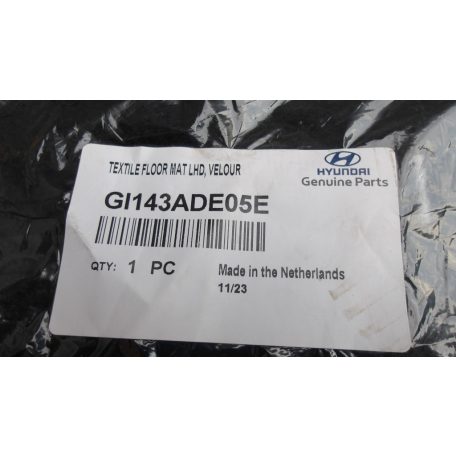 TEXTILE FLOOR MAT LHD, VELOUR
HYUNDAI
Genuine Parts
GI143ADE05E
QTY: 1 PC
Made in the Netherlands
11/23